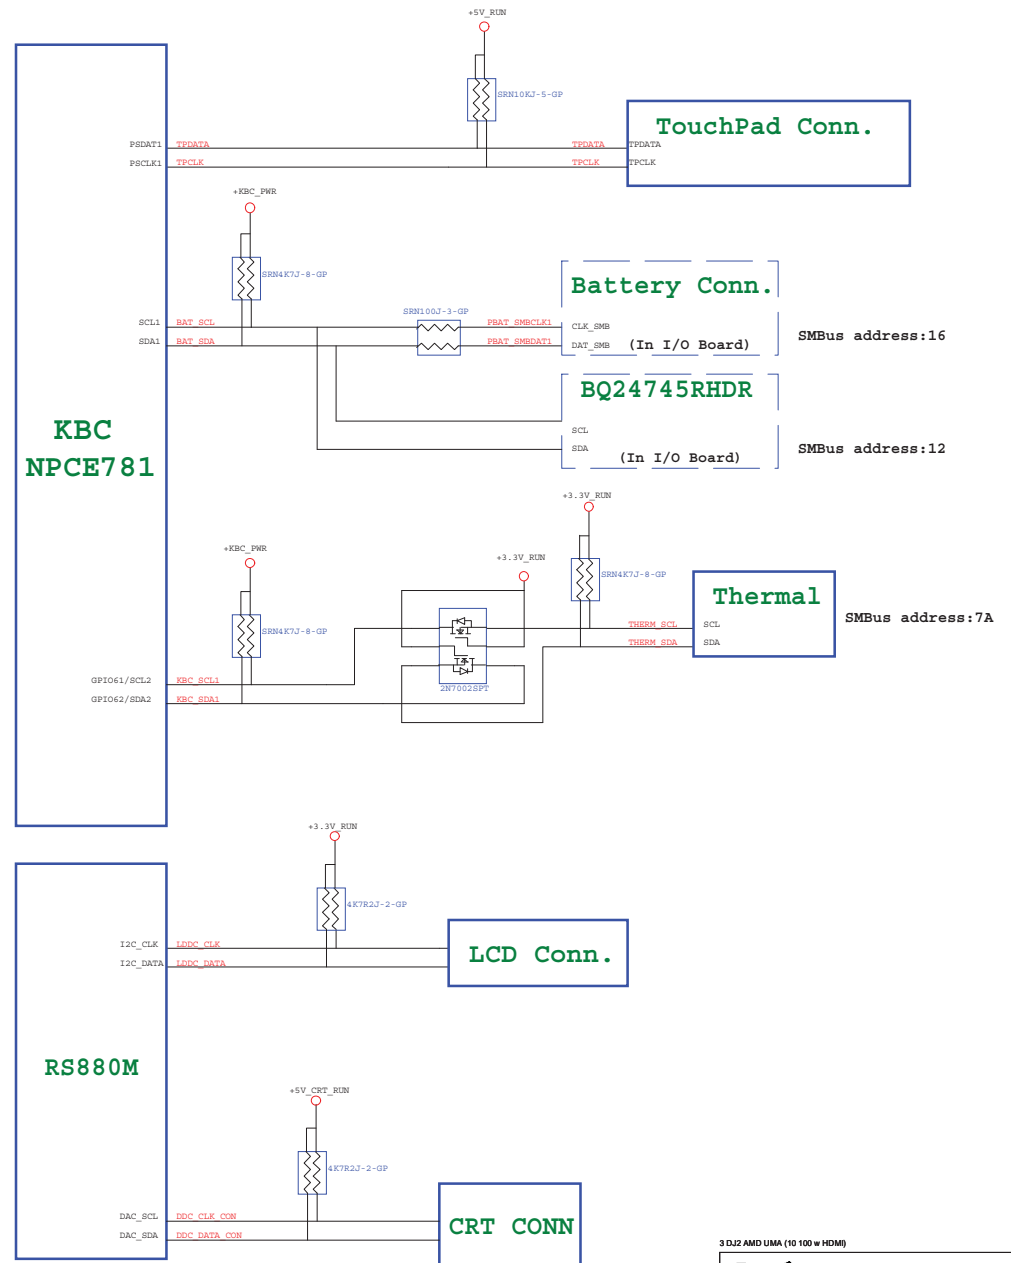 +5V_RUN
SRN10KJ-5-GP
TouchPad Conn.
PSDAT1 TPDATA TPDATA TPDATA
PSCLK1 TPCLK TPCLK TPCLK
+KBC_PWR
SRN4K7J-8-GP
Battery Conn.
SRN100J-3-GP
SCL1 BAT_SCL PBAT_SMBCLK1 CLK_SMB
SMBus address:16
SDA1 BAT_SDA PBAT_SMBDAT1 DAT_SMB (In I/O Board)
BQ24745RHDR
SCL
SDA
SMBus address:12
(In I/O Board)
KBC
NPCE781
+3.3V_RUN
+KBC_PWR
+3.3V_RUN
SRN4K7J-8-GP
Thermal
SMBus address:7A
SRN4K7J-8-GP
THERM_SCL SCL
THERM_SDA SDA
GPIO61/SCL2 KBC_SCL1
2N7002SPT
GPIO62/SDA2 KBC_SDA1
+3.3V_RUN
4K7R2J-2-GP
I2C_CLK LDDC_CLK
LCD Conn.
I2C_DATA LDDC_DATA
RS880M
+5V_CRT_RUN
4K7R2J-2-GP
DAC_SCL DDC_CLK_CON
CRT CONN
DAC_SDA DDC_DATA_CON
3 DJ2 AMD UMA (10 100 w HDMI)